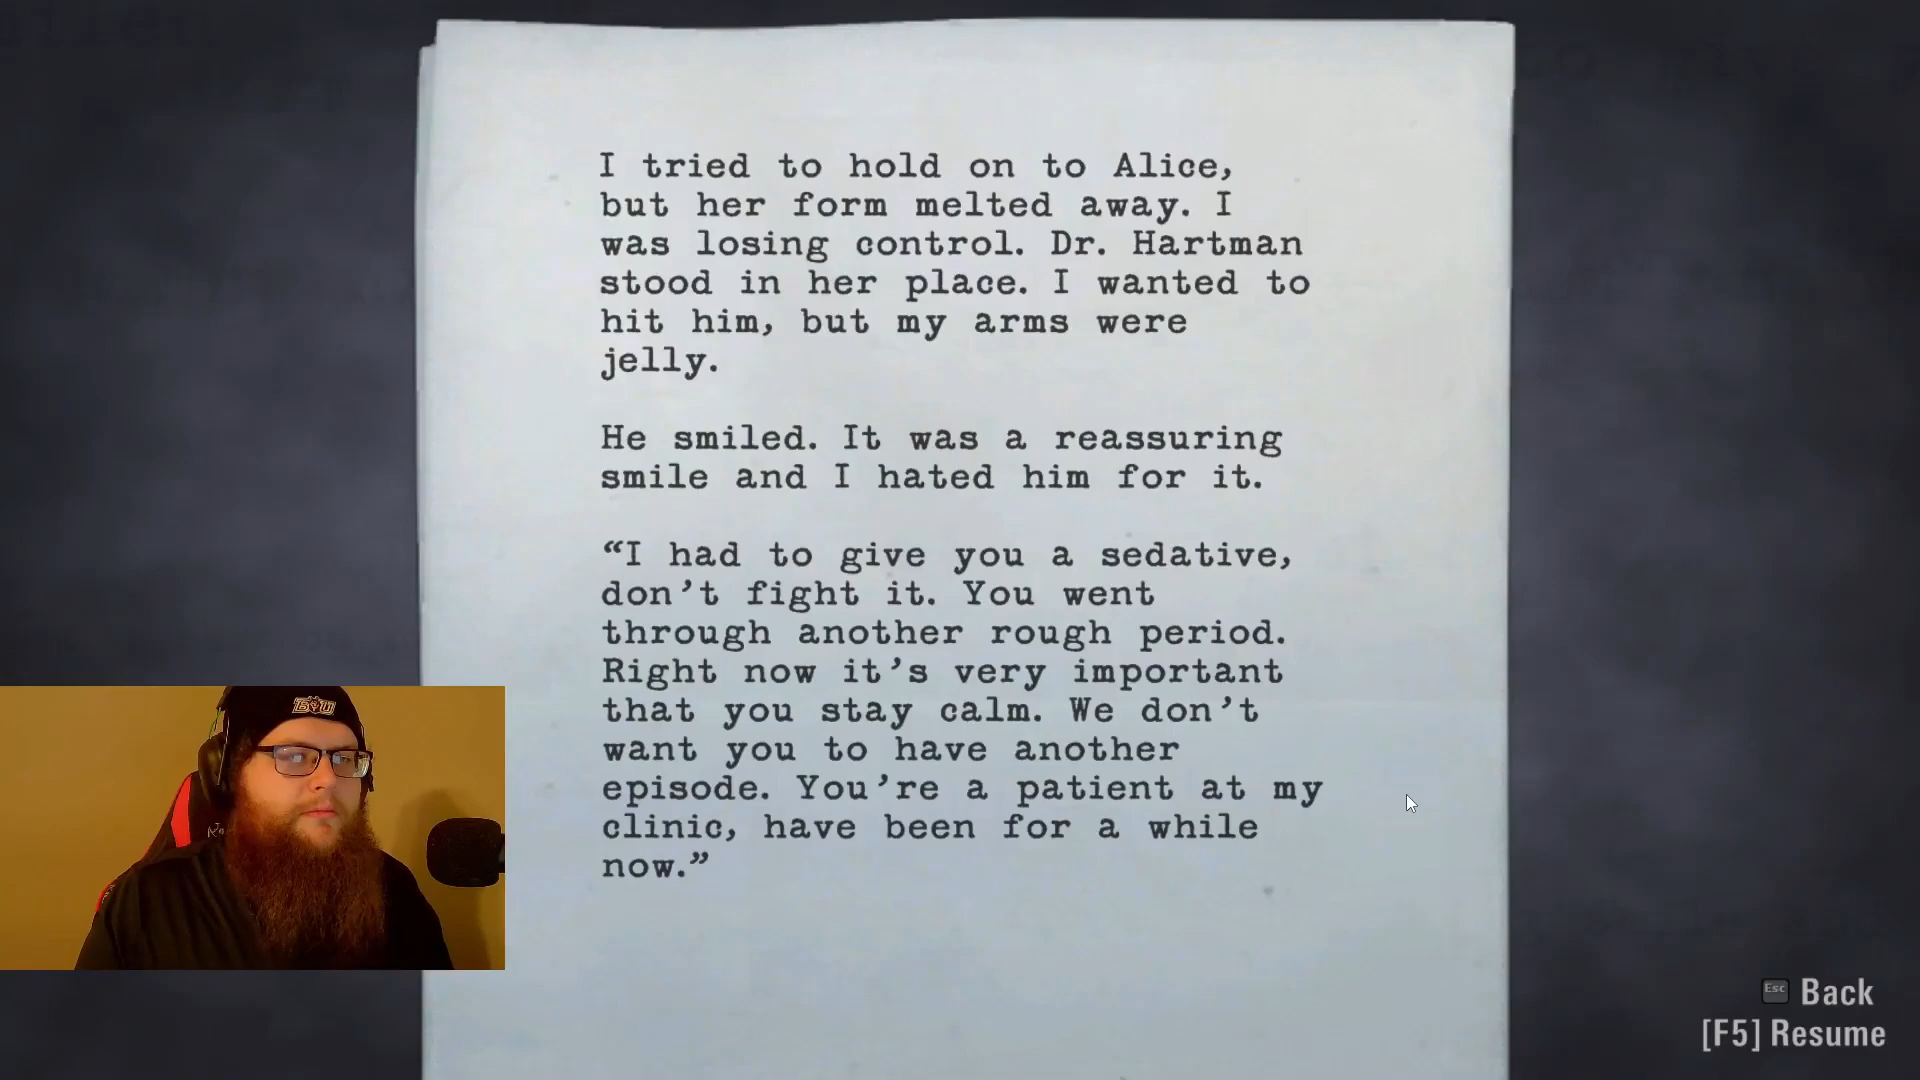 I tried to hold on to Alice,
but her form melted away. I
was losing control. Dr. Hartman
stood in her place. I wanted to
hit him, but my arms were
jelly.
He smiled. It was a reassuring
smile and I hated him for it.
“I had to give you a sedative,
don’t fight it. You went
through another rough period.
Right now it’s very important
that you stay calm. We don’t
want you to have another
episode. You’re a patient at my
clinic, have been for a while
now.”
Esc Back
[F5] Resume